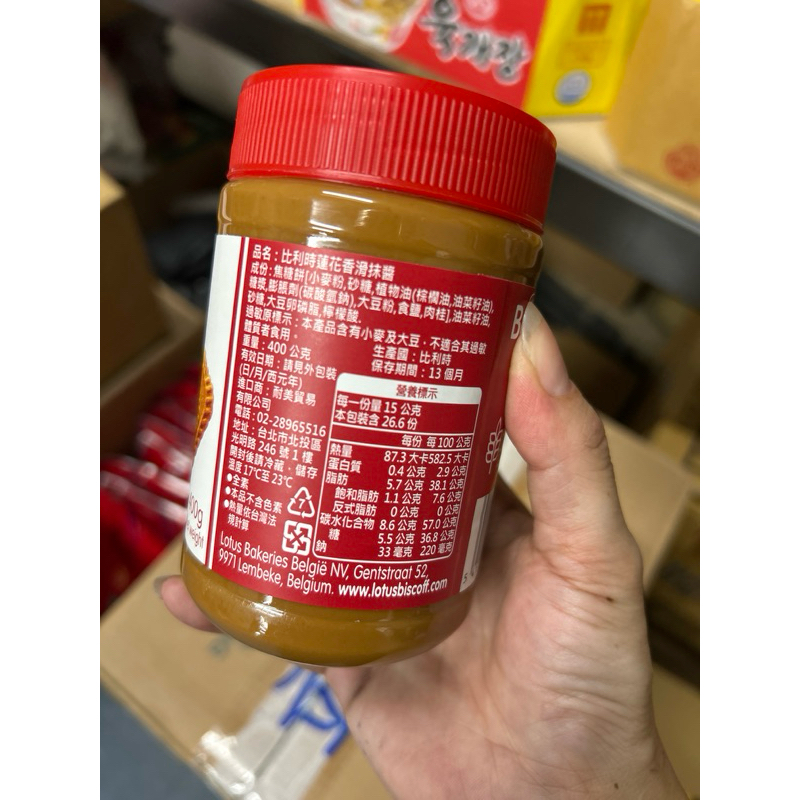 육개장
品名：比利時蓮花香滑抹醬
成份：焦糖餅[小麥粉,砂糖,植物油(棕櫚油,油菜籽油),
糖漿,膨脹劑(碳酸氫鈉),大豆粉,食鹽,肉桂],油菜籽油,
砂糖,大豆卵磷脂,檸檬酸.
過敏原標示：本產品含有小麥及大豆，不適合其過敏
體質者食用。
生產國：比利時
重量：400 公克
保存期間：13 個月
有效日期：請見外包裝
(日/月/西元年)
進口商：耐美貿易
有限公司
電話：02-28965516
地址：台北市北投區
光明路 246 號 1 樓
開封後請冷藏，儲存
溫度 17℃至 23℃
●全素
●本品不含色素
●熱量依台灣法
規計算
營養標示
每一份量 15 公克
本包裝含 26.6 份
每份 每 100 公克
熱量 87.3 大卡 582.5 大卡
蛋白質 0.4 公克 2.9 公克
脂肪 5.7 公克 38.1 公克
飽和脂肪 1.1 公克 7.6 公克
反式脂肪 0 公克 0 公克
碳水化合物 8.6 公克 57.0 公克
糖 5.5 公克 36.8 公克
鈉 33 毫克 220 毫克
7
Lotus Bakeries België NV, Gentstraat 52,
9971 Lembeke, Belgium. www.lotusbiscoff.com
00g
eight
B
5